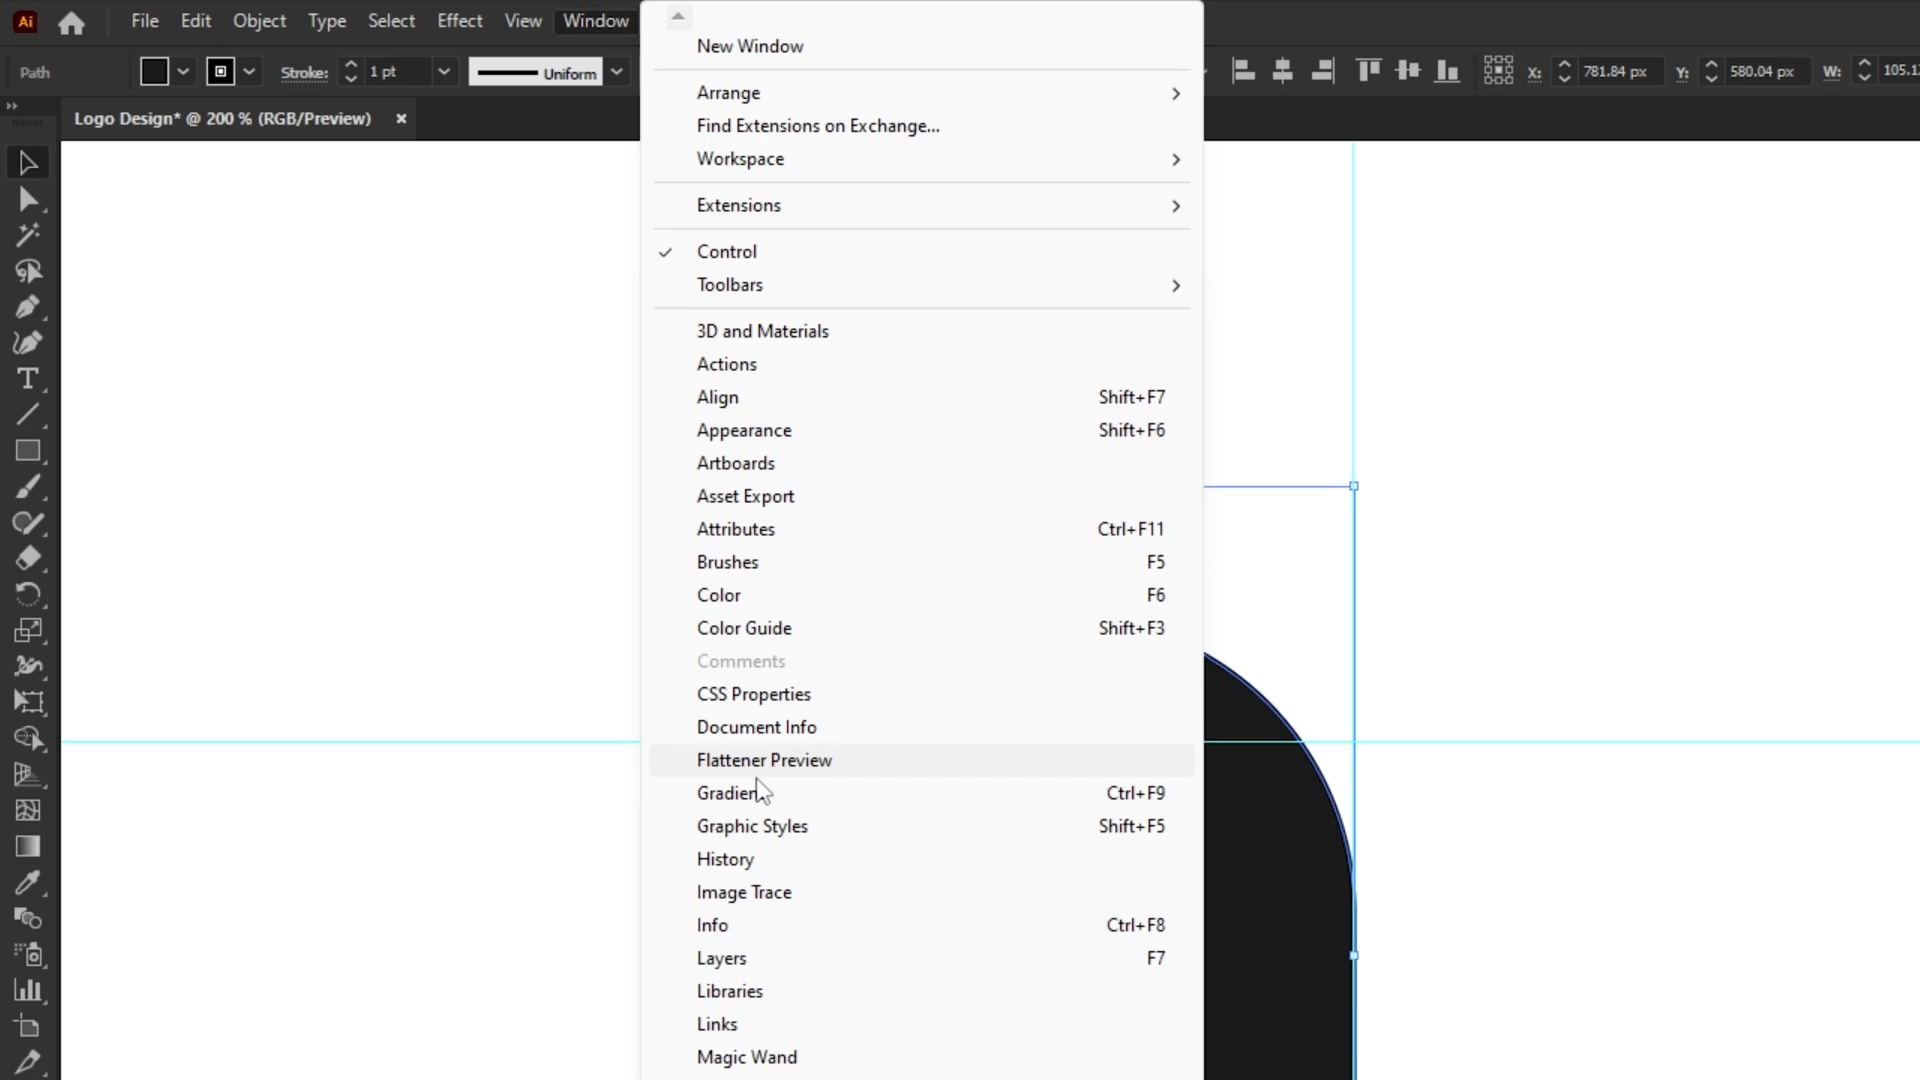 Ai File Edit Object Type Select Effect View Window
Path Stroke: 1 pt Uniform X: 781.84 px Y: 580.04 px W:
Logo Design* @ 200 % (RGB/Preview) ×
New Window
Arrange
Find Extensions on Exchange...
Workspace
Extensions
Control
Toolbars
3D and Materials
Actions
Align Shift+F7
Appearance Shift+F6
Artboards
Asset Export
Attributes Ctrl+F11
Brushes F5
Color F6
Color Guide Shift+F3
Comments
CSS Properties
Document Info
Flattener Preview
Gradient Ctrl+F9
Graphic Styles Shift+F5
History
Image Trace
Info Ctrl+F8
Layers F7
Libraries
Links
Magic Wand